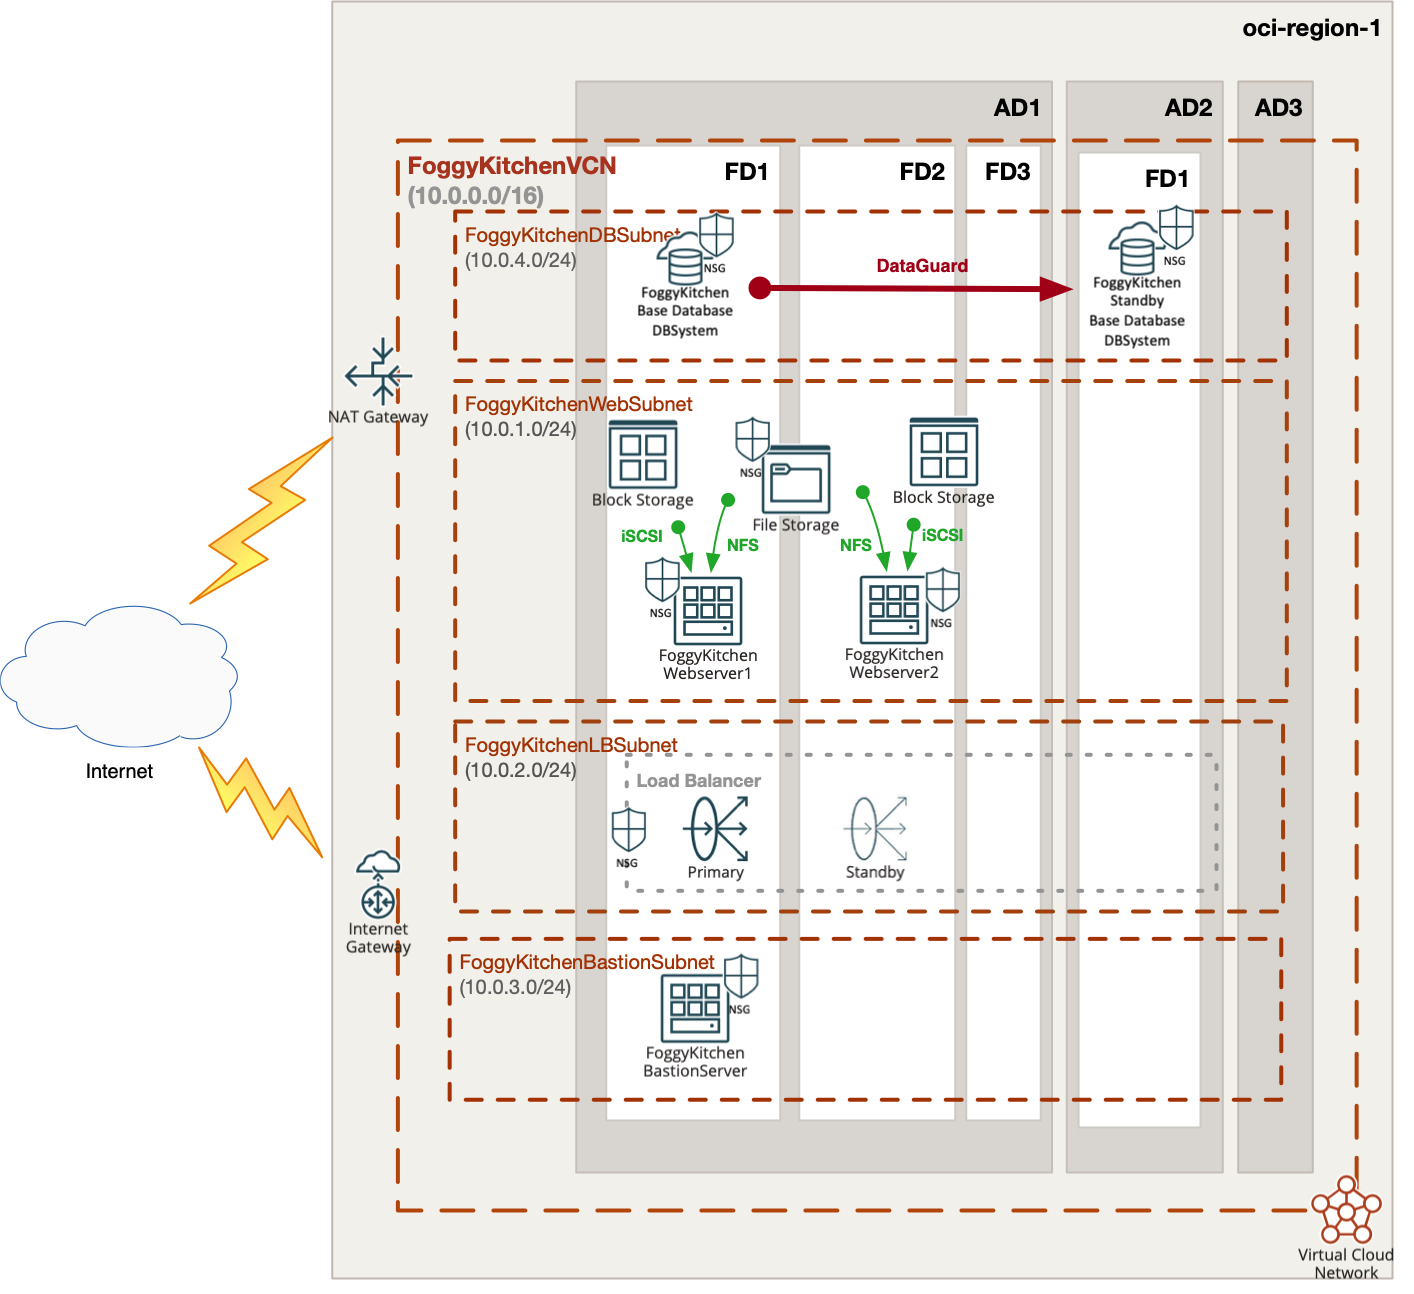 oci-region-1
AD1
AD2
AD3
FoggyKitchenVCN
(10.0.0.0/16)
FD1
FD2
FD3
FD1
FoggyKitchenDBSubnet
(10.0.4.0/24)
NSG
FoggyKitchen
Base Database
DBSystem
DataGuard
NSG
FoggyKitchen
Standby
Base Database
DBSystem
NAT Gateway
FoggyKitchenWebSubnet
(10.0.1.0/24)
Block Storage
NSG
File Storage
Block Storage
iSCSI
NFS
NFS
iSCSI
NSG
FoggyKitchen
Webserver1
NSG
FoggyKitchen
Webserver2
Internet
FoggyKitchenLBSubnet
(10.0.2.0/24)
Load Balancer
NSG
Primary
Standby
Internet
Gateway
FoggyKitchenBastionSubnet
(10.0.3.0/24)
NSG
FoggyKitchen
BastionServer
Virtual Cloud
Network